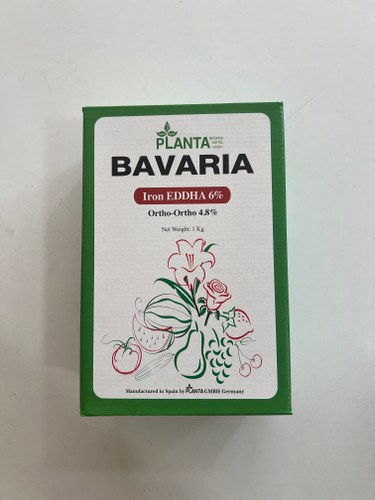 PLANTA
BAVARIA
Iron EDDHA 6%
Ortho-Ortho 4.8%
Net Weight: 1 Kg
Manufactured in Spain by PLANTA GMBH Germany